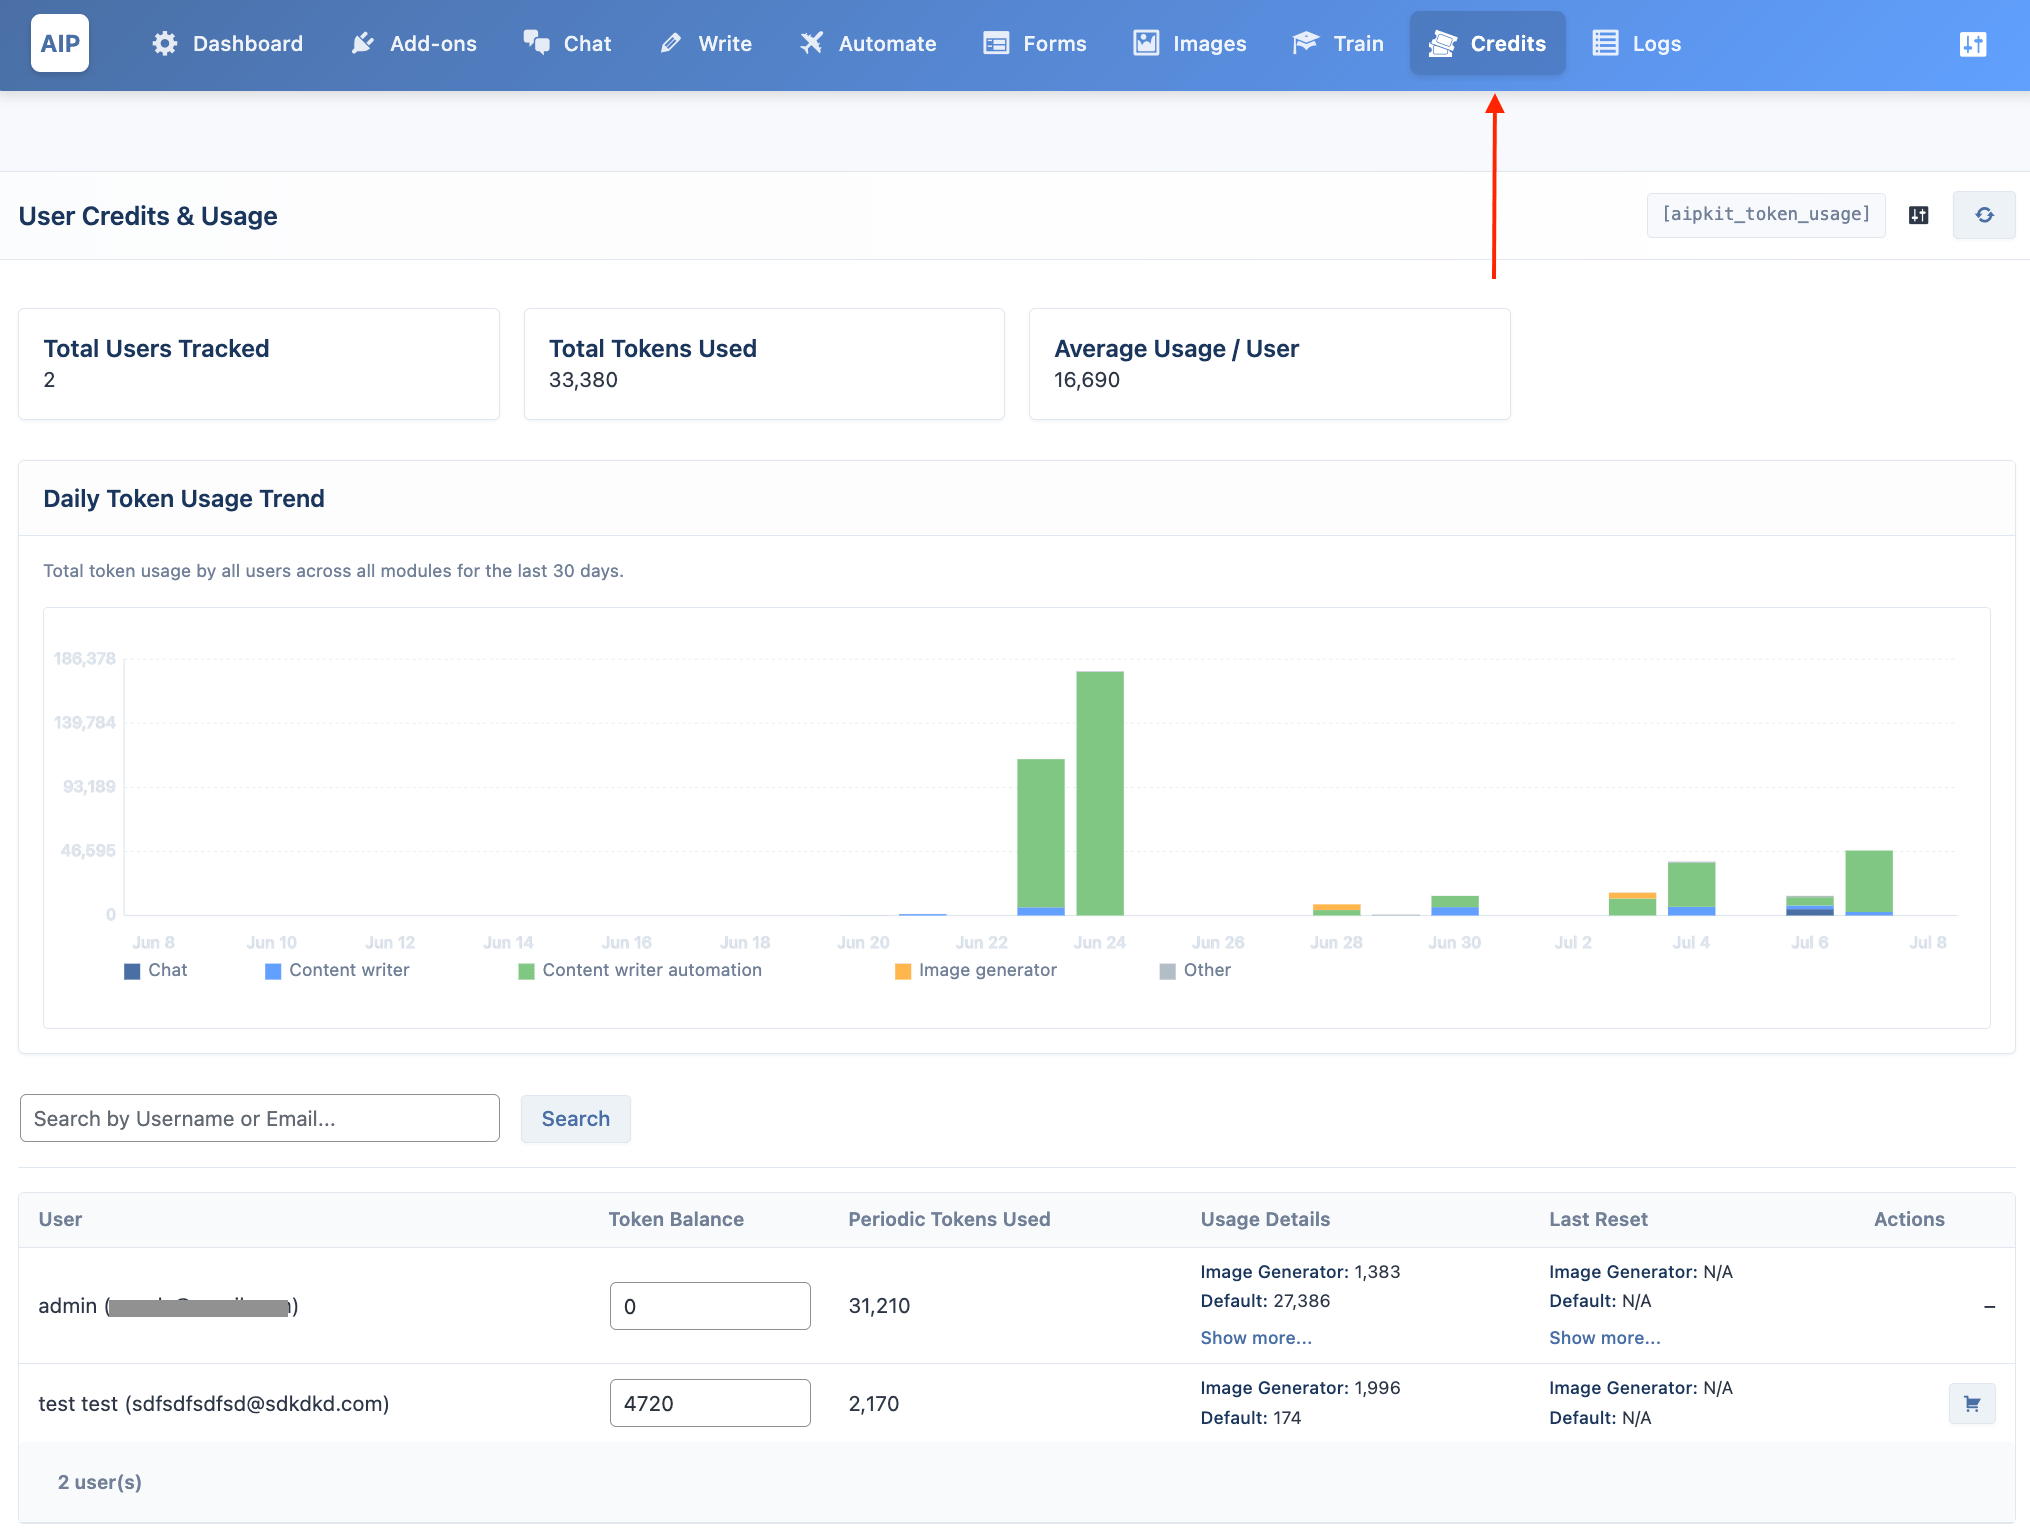 AIP Dashboard Add-ons Chat Write Automate Forms Images Train Credits Logs
User Credits & Usage [aipkit_token_usage]
Total Users Tracked
2
Total Tokens Used
33,380
Average Usage / User
16,690
Daily Token Usage Trend
Total token usage by all users across all modules for the last 30 days.
186,378
139,784
93,189
46,595
0
Jun 8 Jun 10 Jun 12 Jun 14 Jun 16 Jun 18 Jun 20 Jun 22 Jun 24 Jun 26 Jun 28 Jun 30 Jul 2 Jul 4 Jul 6 Jul 8
Chat Content writer Content writer automation Image generator Other
Search by Username or Email... Search
User Token Balance Periodic Tokens Used Usage Details Last Reset Actions
admin ( ) 0 31,210
Image Generator: 1,383
Default: 27,386
Show more...
Image Generator: N/A
Default: N/A
Show more...
–
test test (sdfsdfsdfsd@sdkdkd.com) 4720 2,170
Image Generator: 1,996
Default: 174
Image Generator: N/A
Default: N/A
2 user(s)